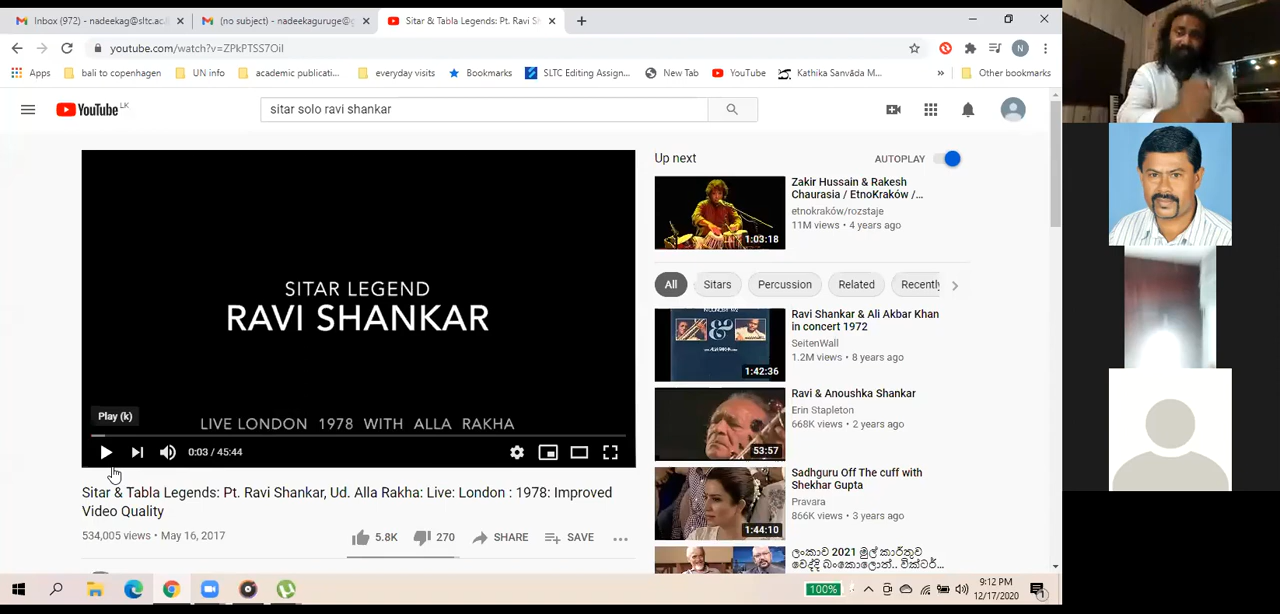 Inbox (972) - nadeekag@sltc.ac.l
(no subject) - nadeekaguruge@g
Sitar & Tabla Legends: Pt. Ravi Sh
youtube.com/watch?v=ZPkPTSS7OiI
Apps
bali to copenhagen
UN info
academic publicati...
everyday visits
Bookmarks
SLTC Editing Assign...
New Tab
YouTube
Kathika Sanvāda M...
»
Other bookmarks
YouTube LK
sitar solo ravi shankar
SITAR LEGEND
RAVI SHANKAR
LIVE LONDON 1978 WITH ALLA RAKHA
Play (k)
0:03 / 45:44
Sitar & Tabla Legends: Pt. Ravi Shankar, Ud. Alla Rakha: Live: London : 1978: Improved
Video Quality
534,005 views • May 16, 2017
5.8K
270
SHARE
SAVE
Up next
AUTOPLAY
Zakir Hussain & Rakesh
Chaurasia / EtnoKraków /...
etnokraków/rozstaje
11M views • 4 years ago
1:03:18
All
Sitars
Percussion
Related
Recently
Ravi Shankar & Ali Akbar Khan
in concert 1972
SeitenWall
1.2M views • 8 years ago
1:42:36
Ravi & Anoushka Shankar
Erin Stapleton
668K views • 2 years ago
53:57
Sadhguru Off The cuff with
Shekhar Gupta
Pravara
866K views • 3 years ago
1:44:10
ලංකාව 2021 මුල් කාර්තුව
වෙද්දි බංකොලොත්.. වික්ටර්...
100%
9:12 PM
12/17/2020
N